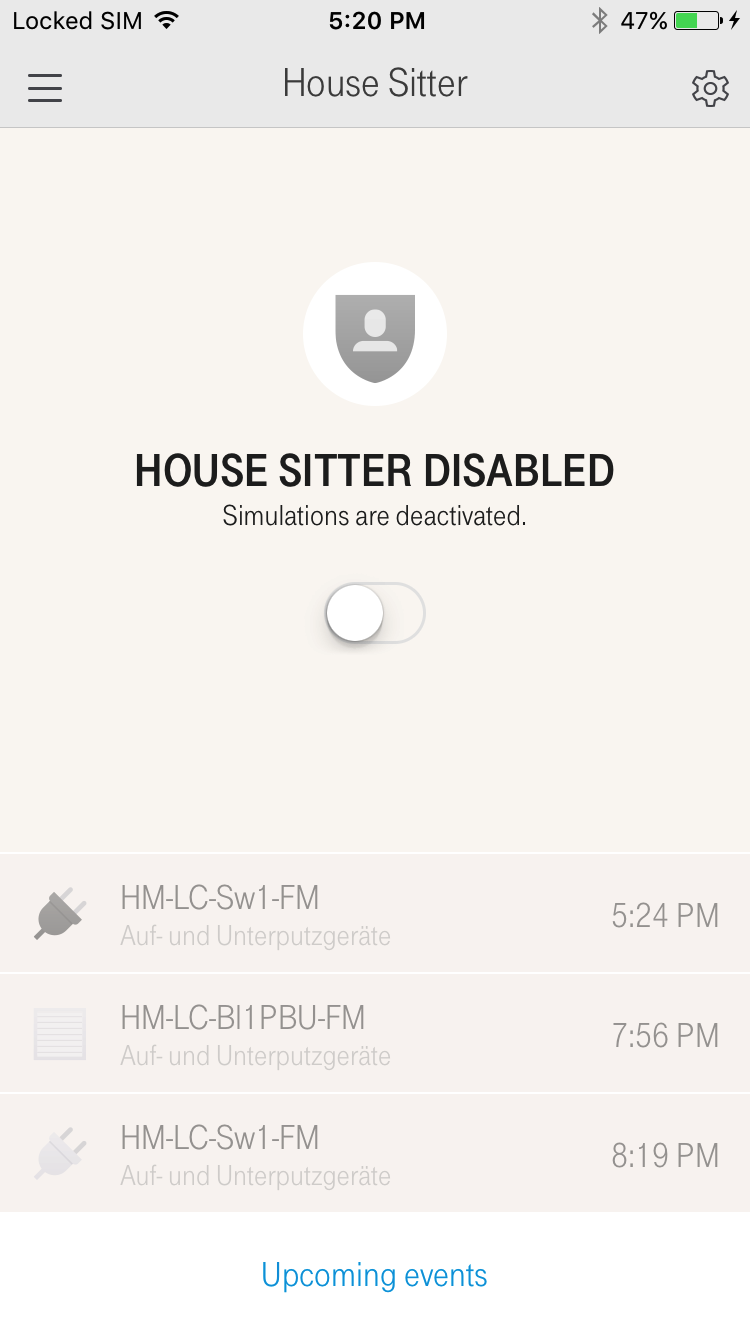 Locked SIM 5:20 PM 47%
House Sitter
HOUSE SITTER DISABLED
Simulations are deactivated.
HM-LC-Sw1-FM
Auf- und Unterputzgeräte
5:24 PM
HM-LC-Bl1PBU-FM
Auf- und Unterputzgeräte
7:56 PM
HM-LC-Sw1-FM
Auf- und Unterputzgeräte
8:19 PM
Upcoming events